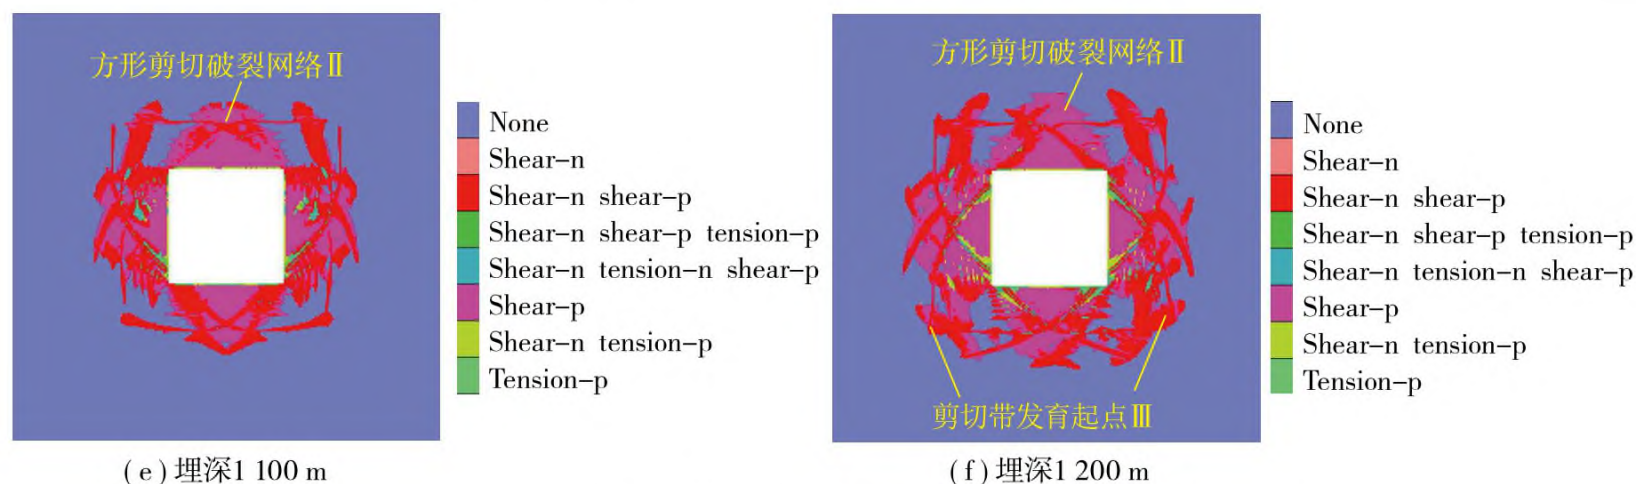 方形剪切破裂网络Ⅱ
None
Shear-n
Shear-n shear-p
Shear-n shear-p tension-p
Shear-n tension-n shear-p
Shear-p
Shear-n tension-p
Tension-p
(e)埋深1 100 m
方形剪切破裂网络Ⅱ
剪切带发育起点Ⅲ
None
Shear-n
Shear-n shear-p
Shear-n shear-p tension-p
Shear-n tension-n shear-p
Shear-p
Shear-n tension-p
Tension-p
(f)埋深1 200 m